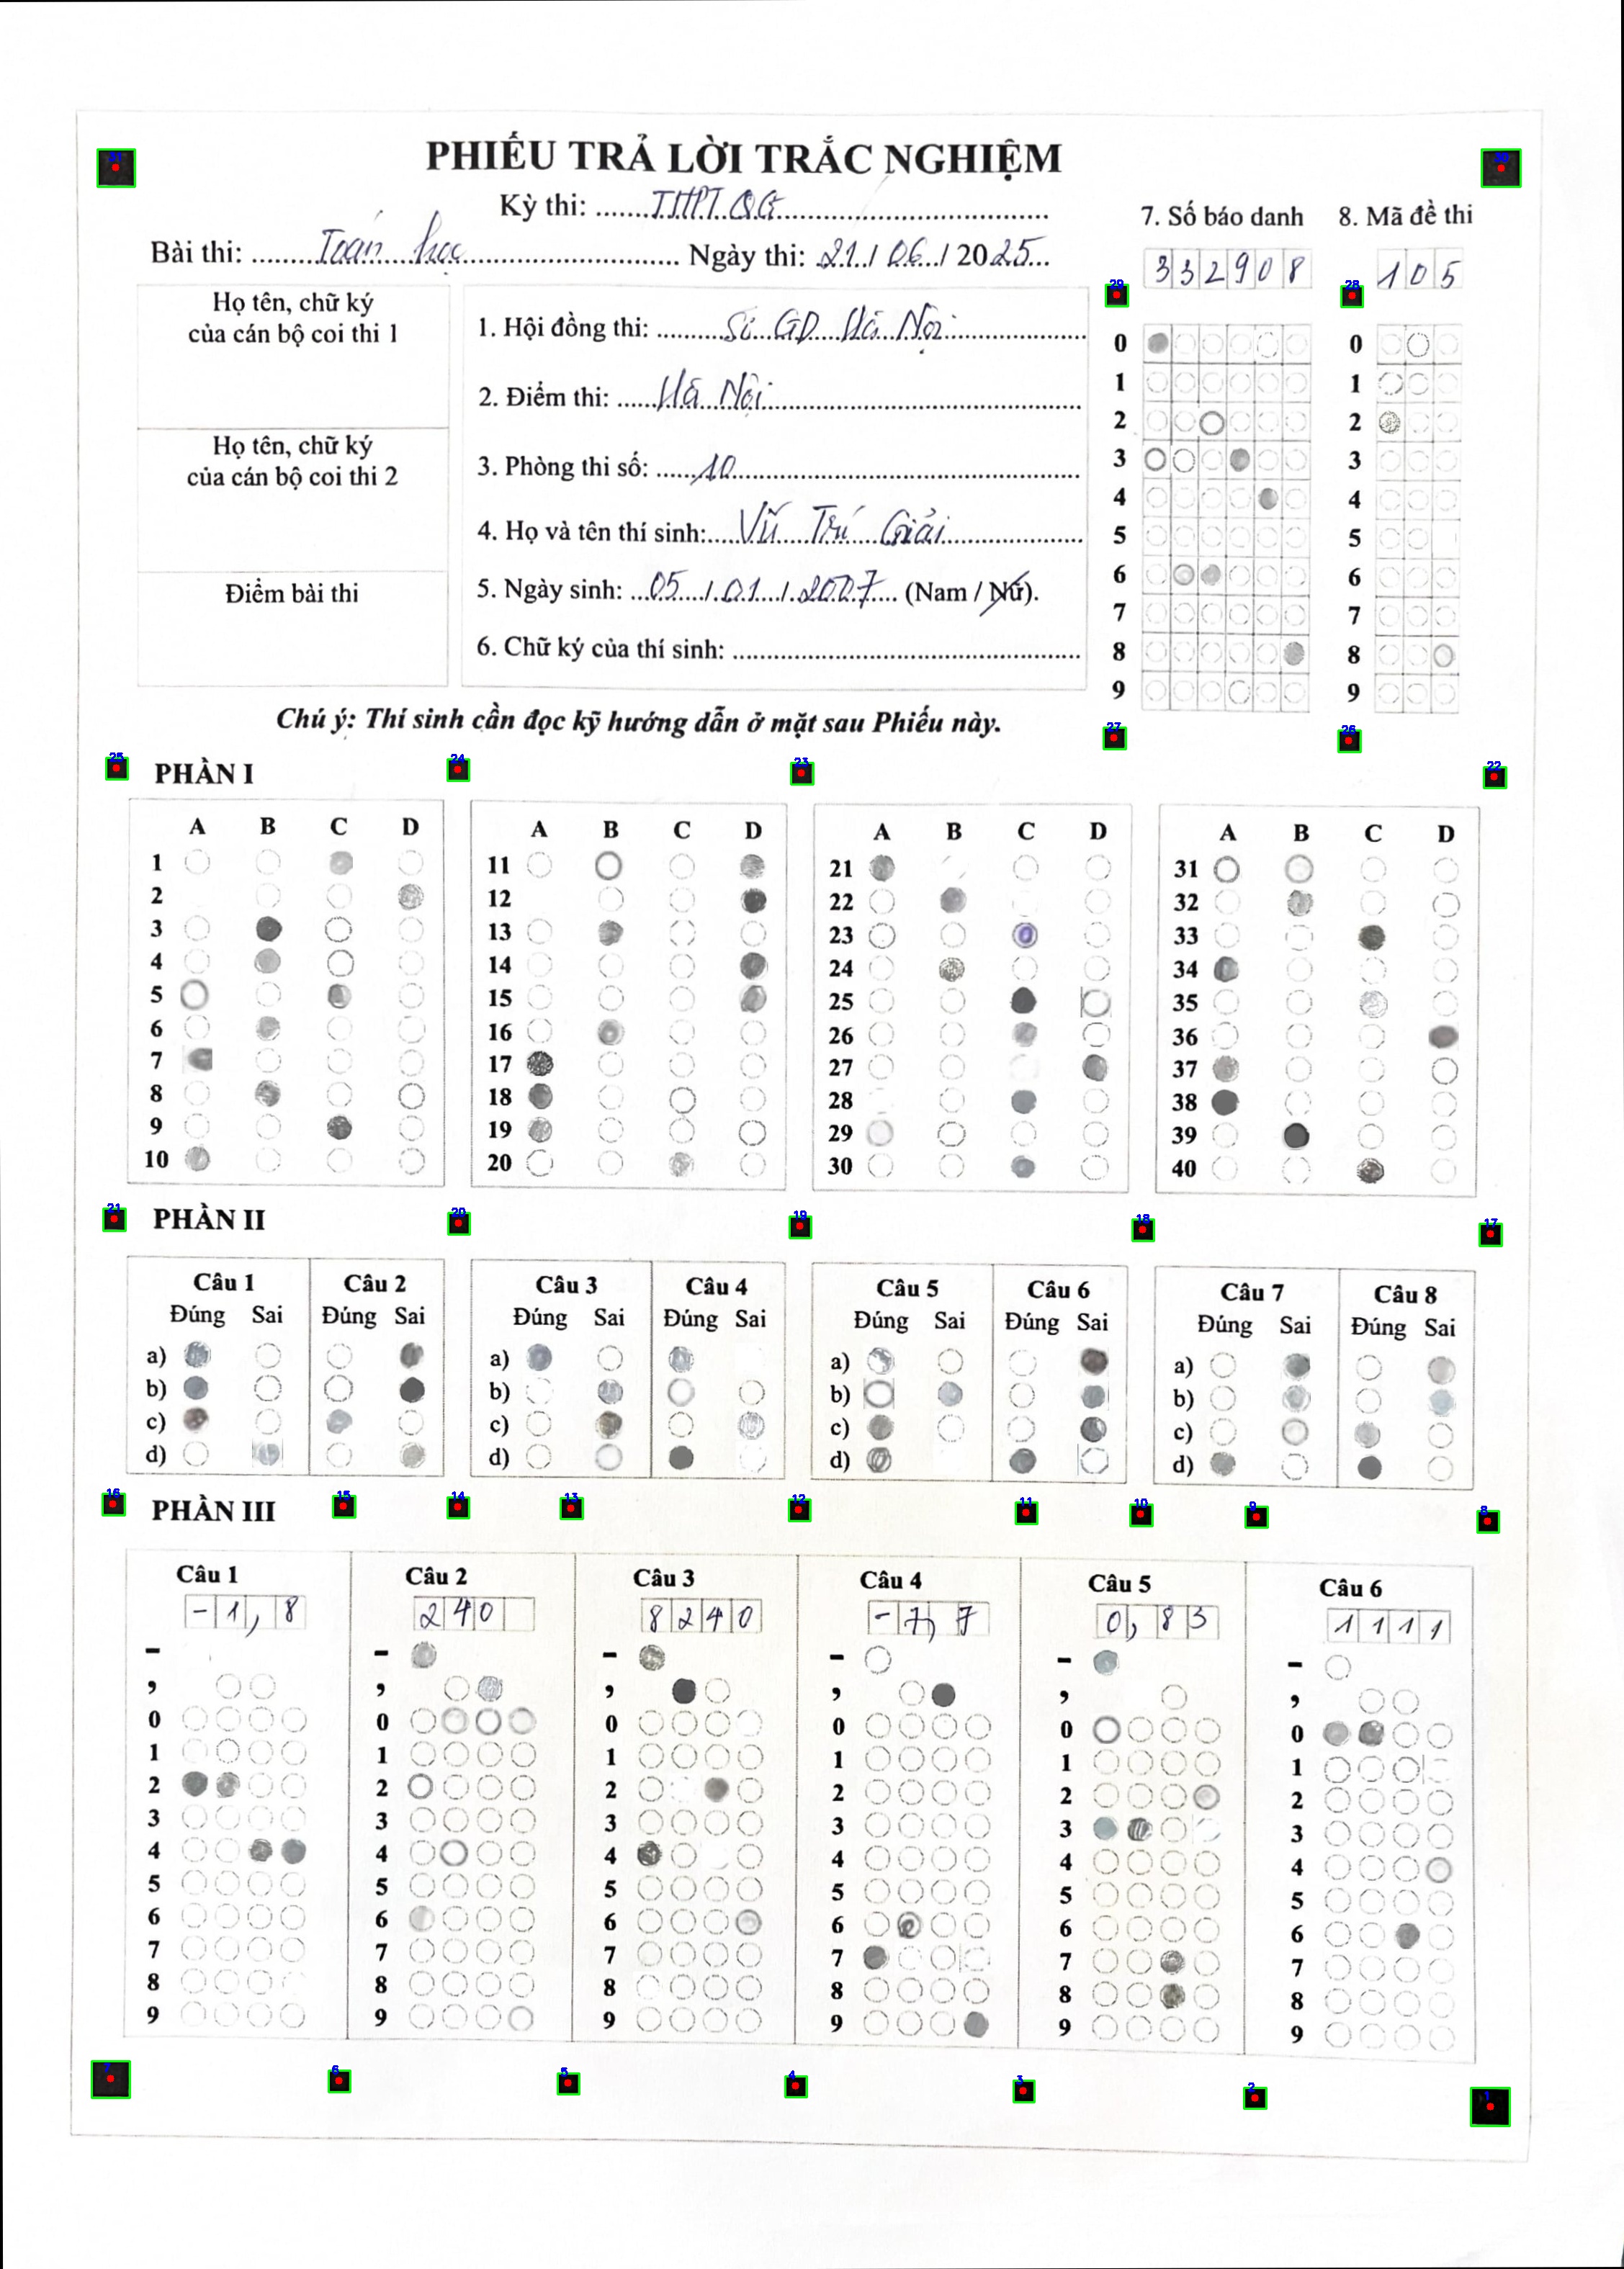 PHIẾU TRẢ LỜI TRẮC NGHIỆM
Kỳ thi: THPT QG
Bài thi: Toán học Ngày thi: 21 / 06 / 2025
7. Số báo danh 8. Mã đề thi
332908 105
Họ tên, chữ ký
của cán bộ coi thi 1
Họ tên, chữ ký
của cán bộ coi thi 2
Điểm bài thi
1. Hội đồng thi: Sở GD Hà Nội
2. Điểm thi: Hà Nội
3. Phòng thi số: 10
4. Họ và tên thí sinh: Vũ Trí Giải
5. Ngày sinh: 05 / 01 / 2007 (Nam / Nữ).
6. Chữ ký của thí sinh:
0 0
1 1
2 2
3 3
4 4
5 5
6 6
7 7
8 8
9 9
Chú ý: Thí sinh cần đọc kỹ hướng dẫn ở mặt sau Phiếu này.
PHẦN I
A B C D A B C D A B C D A B C D
1 11 21 31
2 12 22 32
3 13 23 33
4 14 24 34
5 15 25 35
6 16 26 36
7 17 27 37
8 18 28 38
9 19 29 39
10 20 30 40
PHẦN II
Câu 1 Câu 2 Câu 3 Câu 4 Câu 5 Câu 6 Câu 7 Câu 8
Đúng Sai Đúng Sai Đúng Sai Đúng Sai Đúng Sai Đúng Sai Đúng Sai Đúng Sai
a) a) a) a)
b) b) b) b)
c) c) c) c)
d) d) d) d)
PHẦN III
Câu 1 Câu 2 Câu 3 Câu 4 Câu 5 Câu 6
-1,8 240 8240 -7,7 0,83 1111
- - - - - -
, , , , , ,
0 0 0 0 0 0
1 1 1 1 1 1
2 2 2 2 2 2
3 3 3 3 3 3
4 4 4 4 4 4
5 5 5 5 5 5
6 6 6 6 6 6
7 7 7 7 7 7
8 8 8 8 8 8
9 9 9 9 9 9